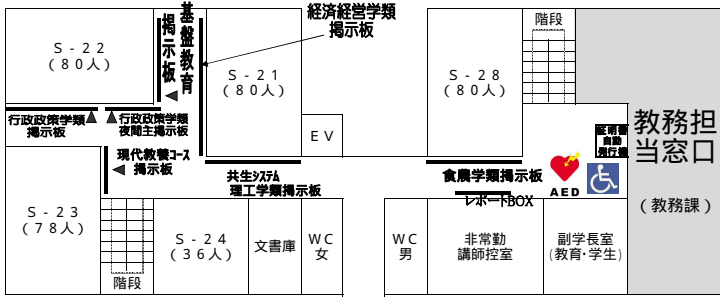 S-22
(80人)
基盤教育
掲示板
◀
経済経営学類
掲示板
S-21
(80人)
EV
S-28
(80人)
階段
教務担
当窓口
(教務課)
証明書
自動
発行機
行政政策学類
掲示板
▲
行政政策学類
夜間主掲示板
▲
現代教養コース
◀ 掲示板
共生システム
理工学類掲示板
食農学類掲示板
レポートBOX
AED
S-23
(78人)
階段
S-24
(36人)
文書庫
WC
女
WC
男
非常勤
講師控室
副学長室
(教育・学生)